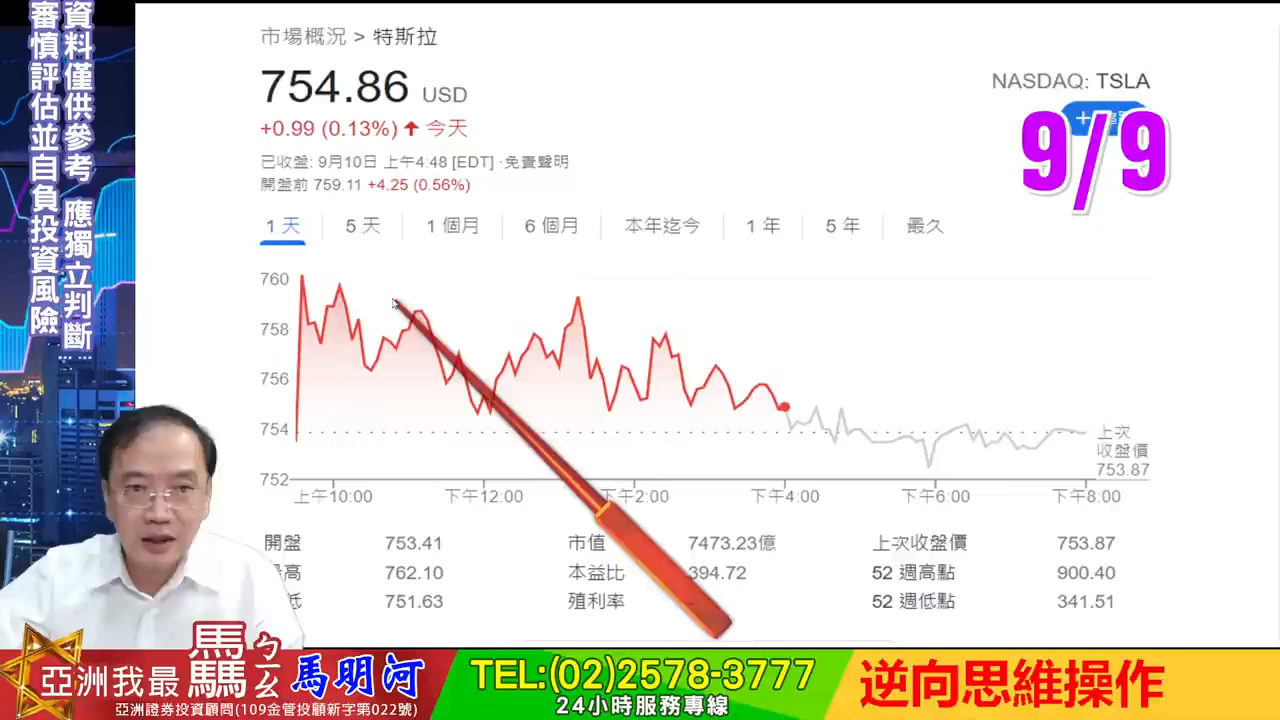 資料僅供參考 應獨立判斷
審慎評估並自負投資風險
市場概況 > 特斯拉
754.86 USD
NASDAQ: TSLA
+0.99 (0.13%) 今天
9/9
已收盤: 9月10日 上午4:48 [EDT] ·免責聲明
開盤前 759.11 +4.25 (0.56%)
1 天 5 天 1 個月 6 個月 本年迄今 1 年 5 年 最久
760
758
756
754
752
上次
收盤價
753.87
上午10:00 下午12:00 下午2:00 下午4:00 下午6:00 下午8:00
開盤 753.41 市值 7473.23億 上次收盤價 753.87
高 762.10 本益比 394.72 52 週高點 900.40
低 751.63 殖利率 52 週低點 341.51
亞洲我最馬驫ㄅㄧㄠ馬明河
亞洲證券投資顧問(109金管投顧新字第022號)
TEL:(02)2578-3777
24小時服務專線
逆向思維操作